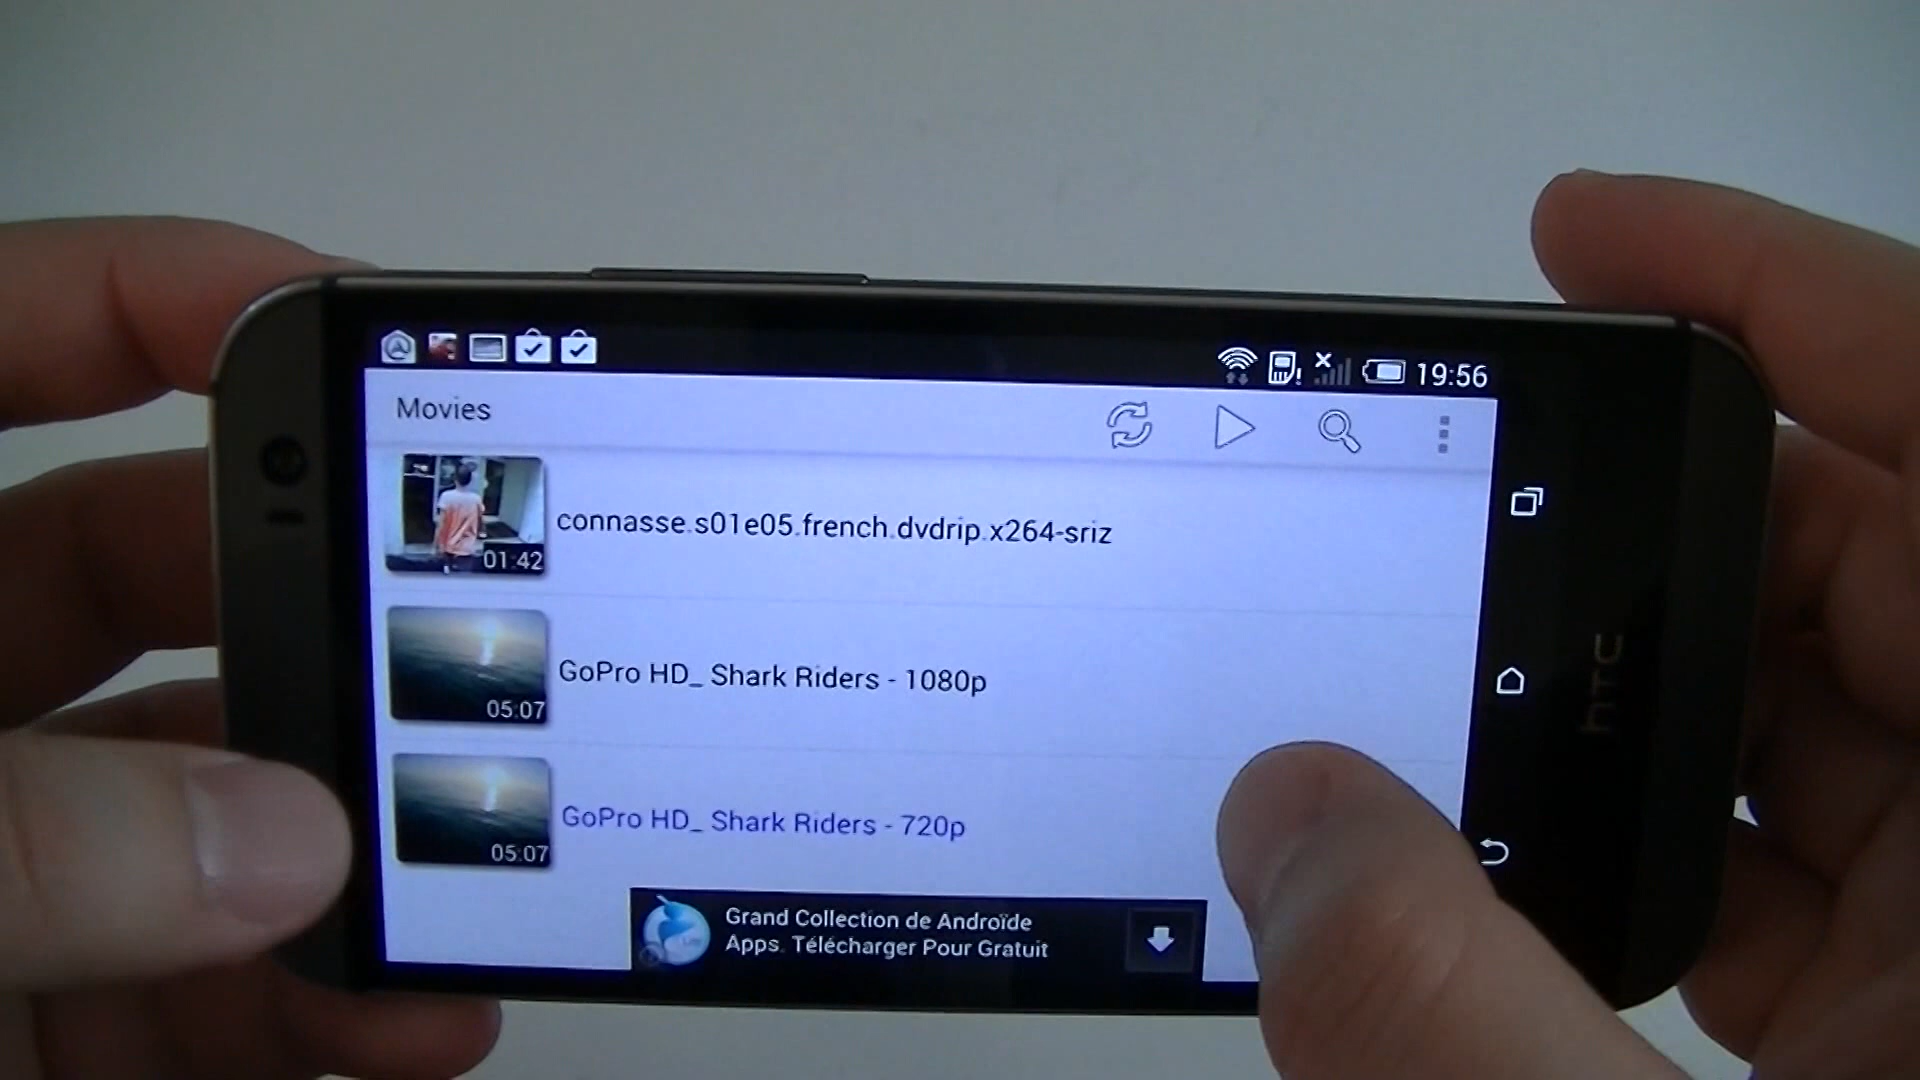 19:56
Movies
connasse.s01e05.french.dvdrip.x264-sriz
01:42
GoPro HD_ Shark Riders - 1080p
05:07
GoPro HD_ Shark Riders - 720p
05:07
Grand Collection de Androïde
Apps. Télécharger Pour Gratuit
hTC